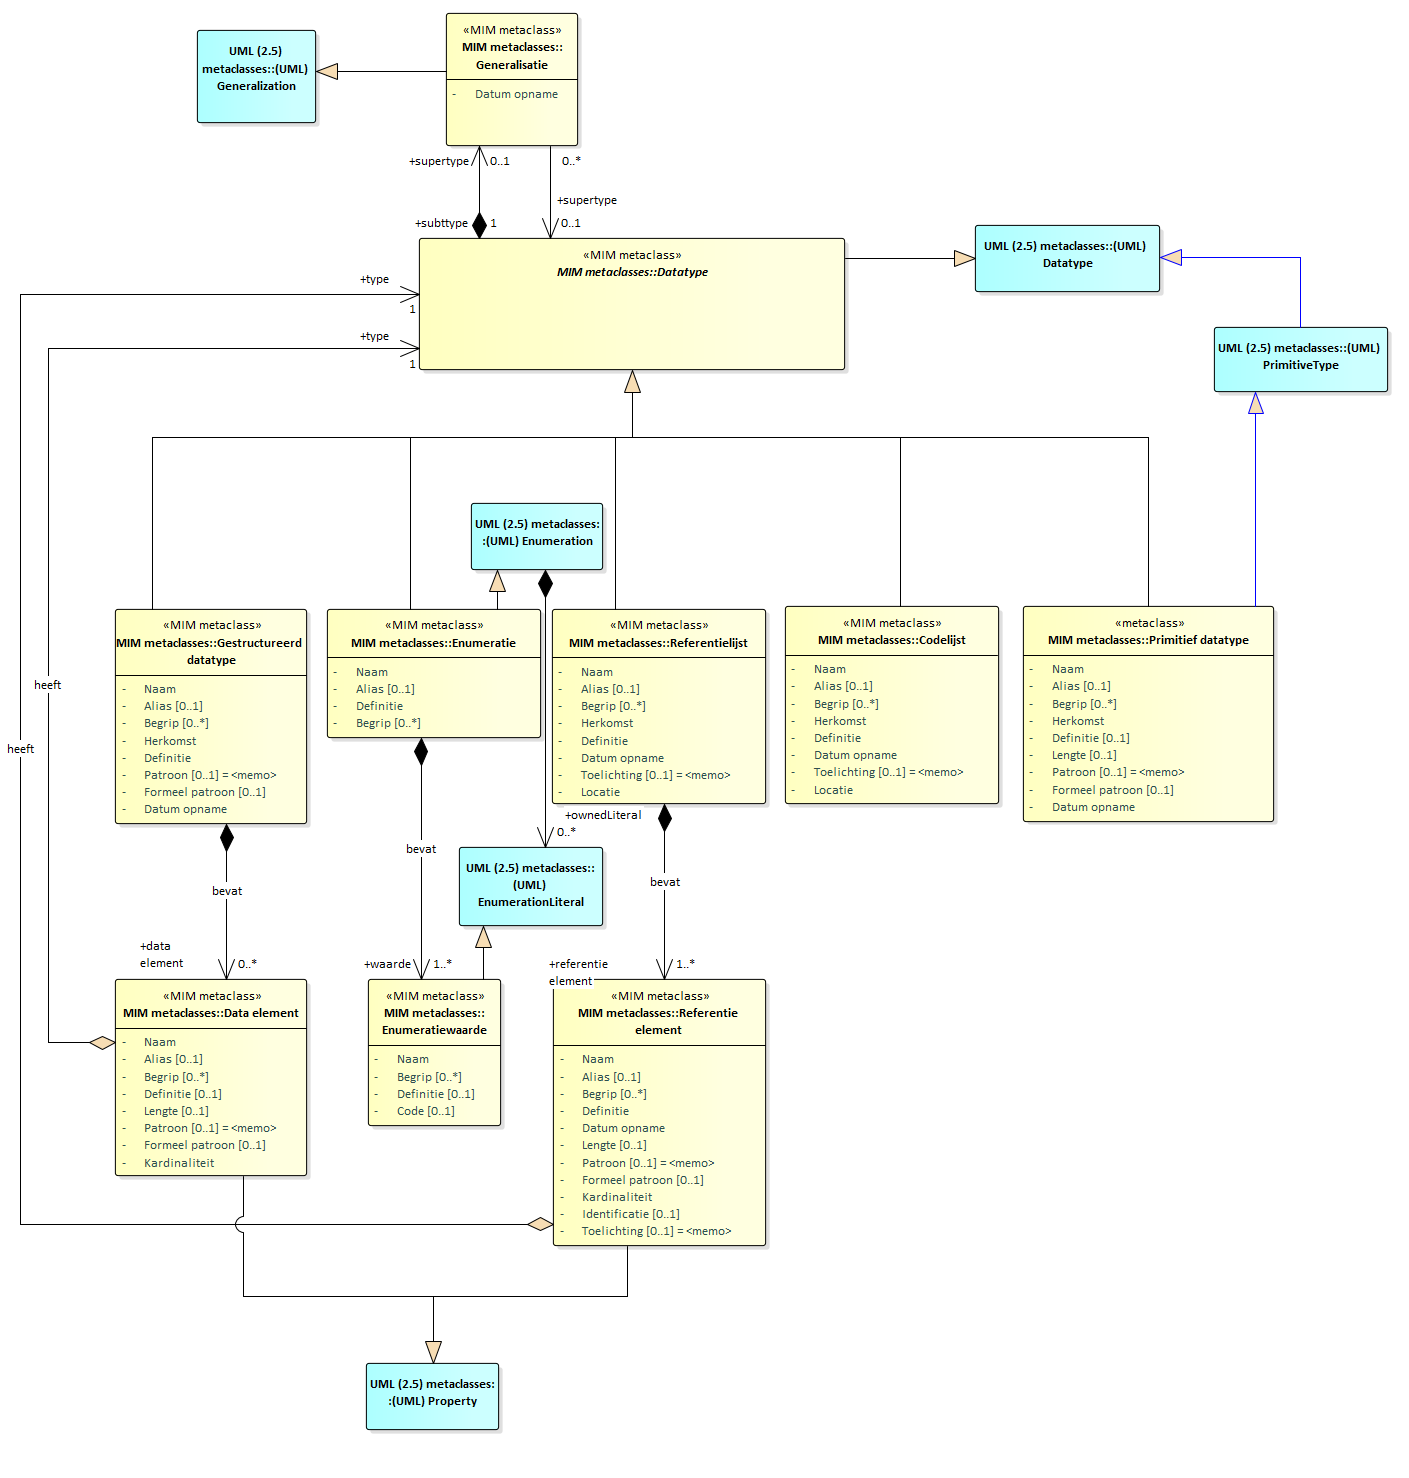 «MIM metaclass»
MIM metaclasses::
Generalisatie
- Datum opname
UML (2.5)
metaclasses::(UML)
Generalization
+supertype
0..1
0..*
+supertype
+subttype
1
0..1
«MIM metaclass»
MIM metaclasses::Datatype
UML (2.5) metaclasses::(UML)
Datatype
+type
1
+type
1
UML (2.5) metaclasses::(UML)
PrimitiveType
UML (2.5) metaclasses:
:(UML) Enumeration
«MIM metaclass»
MIM metaclasses::Gestructureerd
datatype
- Naam
- Alias [0..1]
- Begrip [0..*]
- Herkomst
- Definitie
- Patroon [0..1] = <memo>
- Formeel patroon [0..1]
- Datum opname
«MIM metaclass»
MIM metaclasses::Enumeratie
- Naam
- Alias [0..1]
- Definitie
- Begrip [0..*]
«MIM metaclass»
MIM metaclasses::Referentielijst
- Naam
- Alias [0..1]
- Begrip [0..*]
- Herkomst
- Definitie
- Datum opname
- Toelichting [0..1] = <memo>
- Locatie
«MIM metaclass»
MIM metaclasses::Codelijst
- Naam
- Alias [0..1]
- Begrip [0..*]
- Herkomst
- Definitie
- Datum opname
- Toelichting [0..1] = <memo>
- Locatie
«metaclass»
MIM metaclasses::Primitief datatype
- Naam
- Alias [0..1]
- Begrip [0..*]
- Herkomst
- Definitie [0..1]
- Lengte [0..1]
- Patroon [0..1] = <memo>
- Formeel patroon [0..1]
- Datum opname
heeft
heeft
+ownedLiteral
0..*
bevat
bevat
bevat
UML (2.5) metaclasses::
(UML)
EnumerationLiteral
+data
element
0..*
+waarde
1..*
+referentie
element
1..*
«MIM metaclass»
MIM metaclasses::Data element
- Naam
- Alias [0..1]
- Begrip [0..*]
- Definitie [0..1]
- Lengte [0..1]
- Patroon [0..1] = <memo>
- Formeel patroon [0..1]
- Kardinaliteit
«MIM metaclass»
MIM metaclasses::
Enumeratiewaarde
- Naam
- Begrip [0..*]
- Definitie [0..1]
- Code [0..1]
«MIM metaclass»
MIM metaclasses::Referentie
element
- Naam
- Alias [0..1]
- Begrip [0..*]
- Definitie
- Datum opname
- Lengte [0..1]
- Patroon [0..1] = <memo>
- Formeel patroon [0..1]
- Kardinaliteit
- Identificatie [0..1]
- Toelichting [0..1] = <memo>
UML (2.5) metaclasses:
:(UML) Property